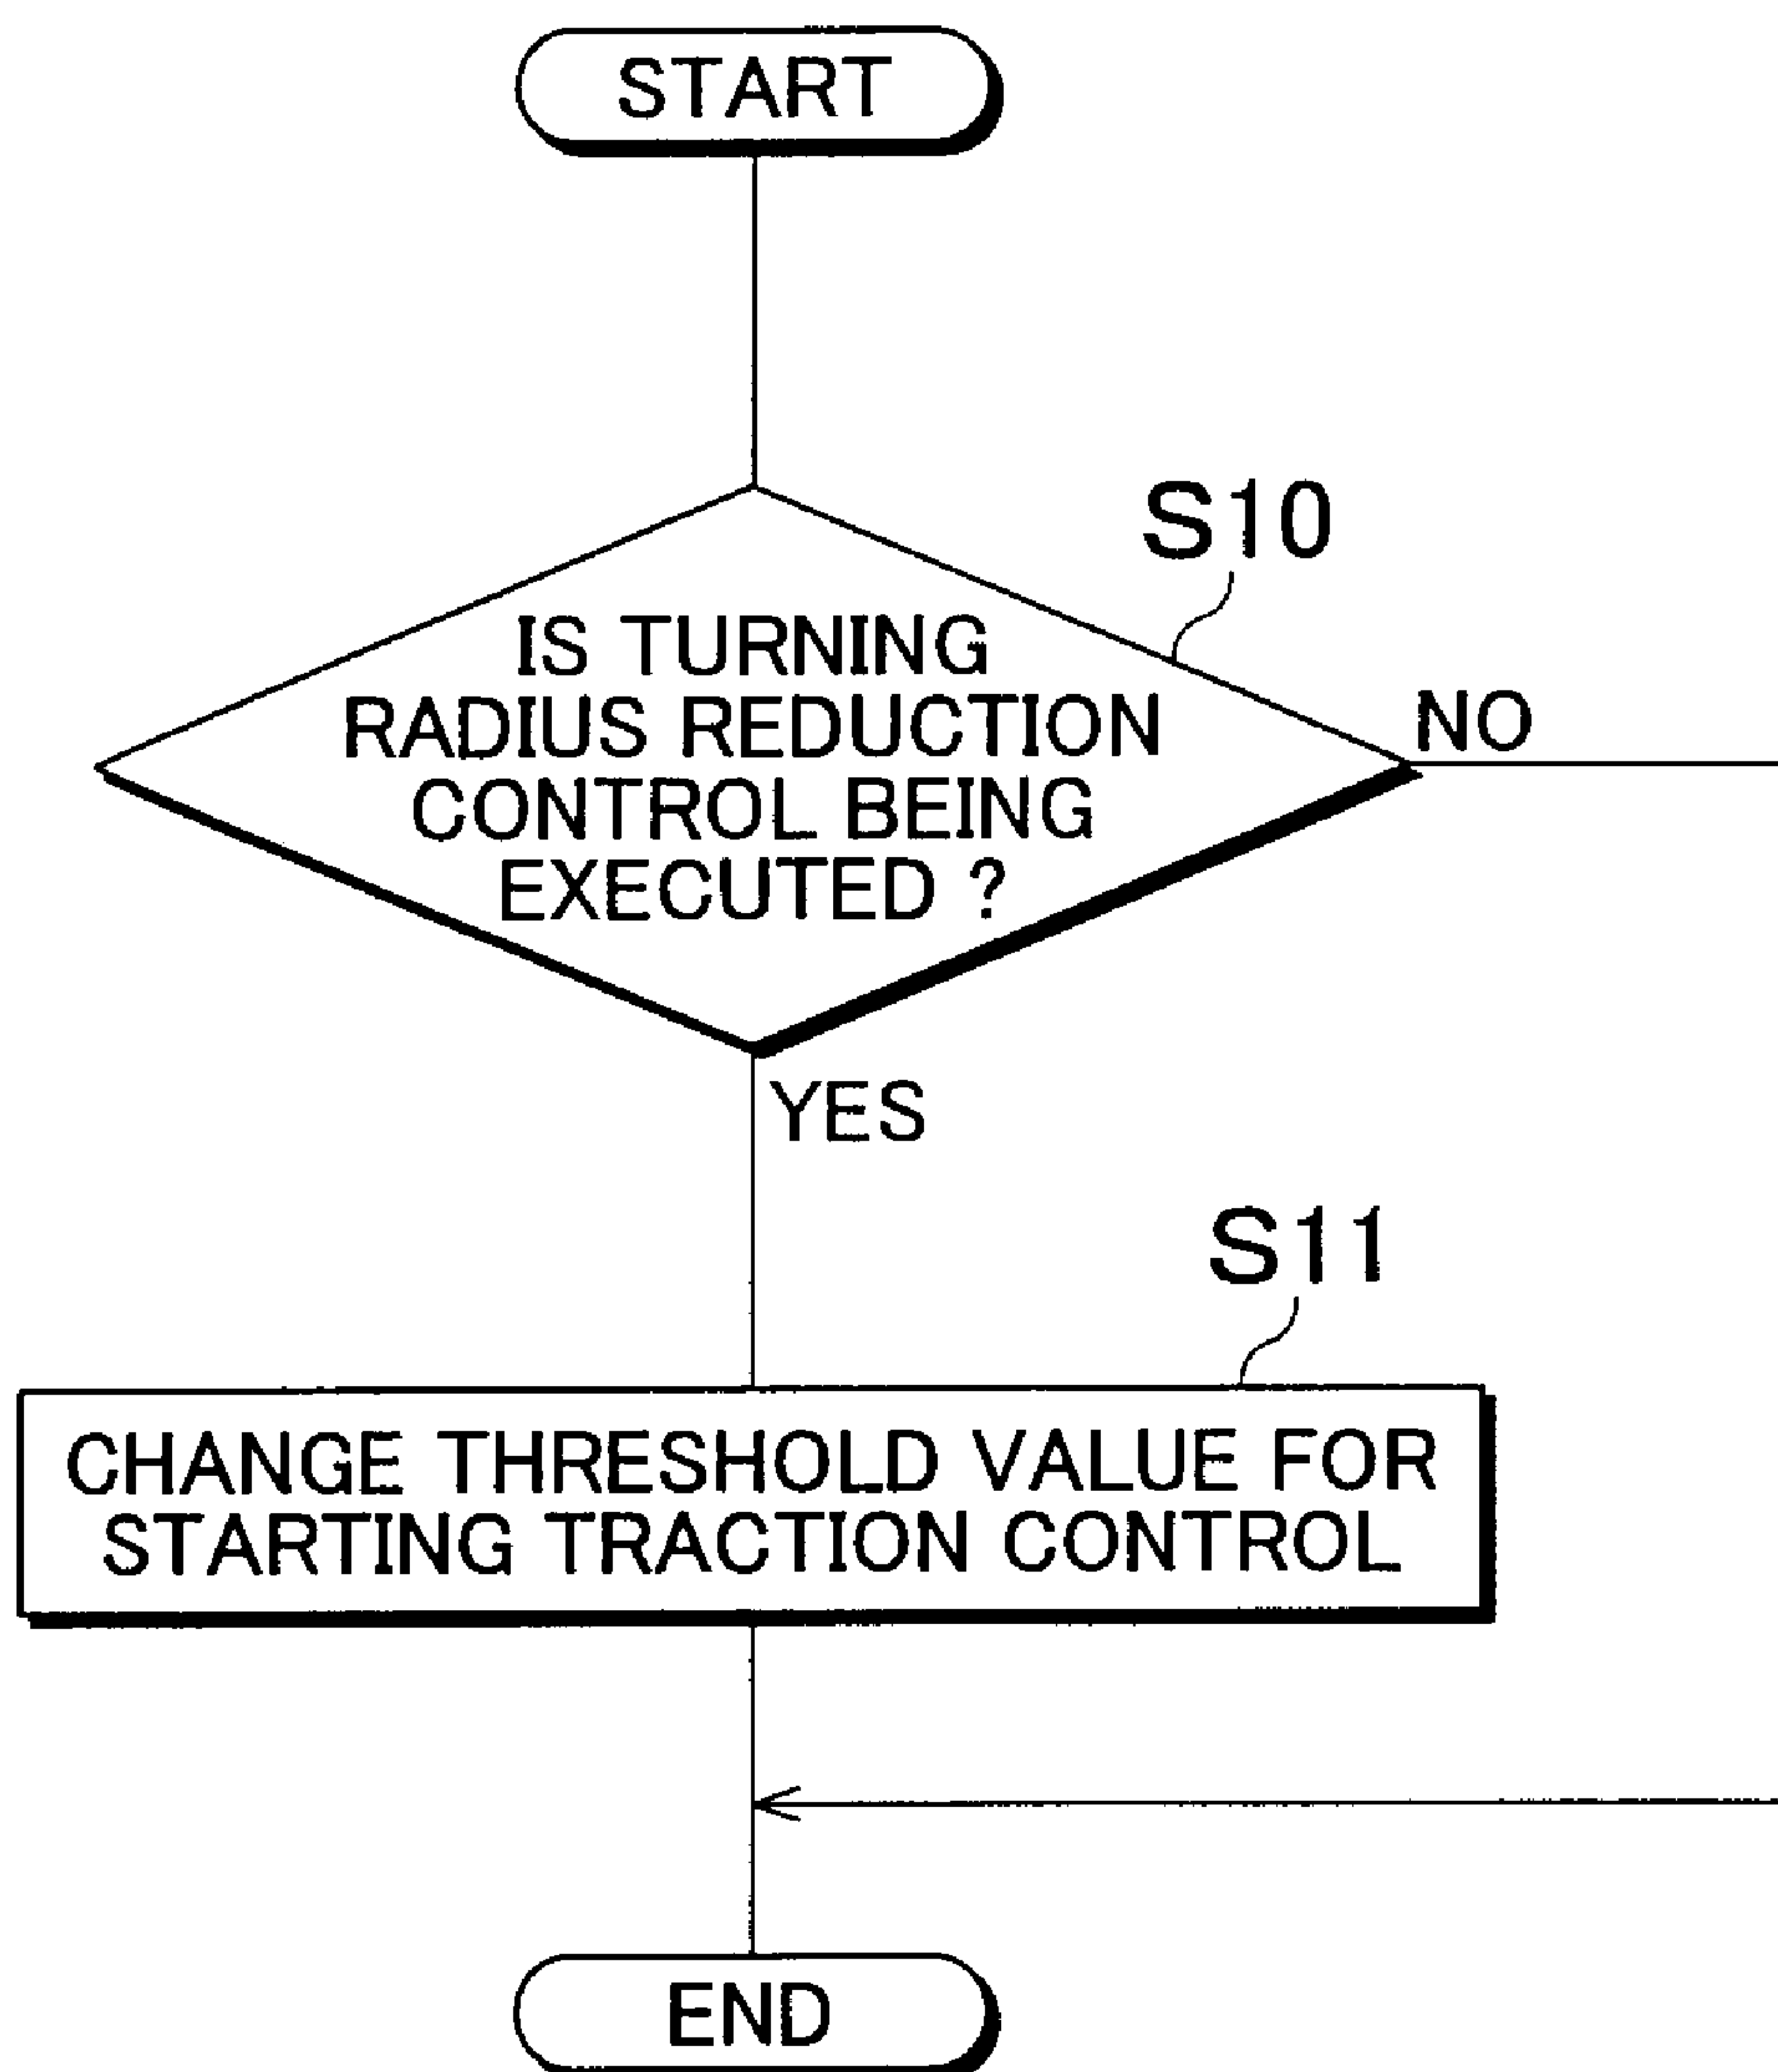 START
S10
IS TURNING
RADIUS REDUCTION
CONTROL BEING
EXECUTED ?
NO
YES
S11
CHANGE THRESHOLD VALUE FOR
STARTING TRACTION CONTROL
END